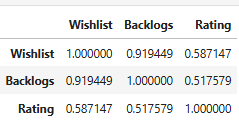 Wishlist Backlogs Rating
Wishlist 1.000000 0.919449 0.587147
Backlogs 0.919449 1.000000 0.517579
Rating 0.587147 0.517579 1.000000